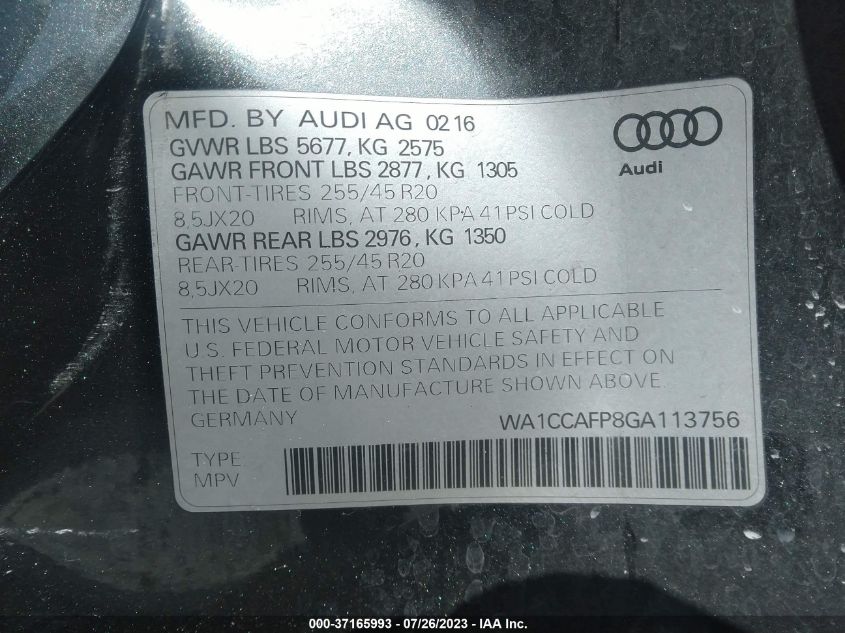 MFD. BY AUDI AG 0216
GVWR LBS 5677, KG 2575
GAWR FRONT LBS 2877, KG 1305
FRONT-TIRES 255/45 R20
8,5JX20 RIMS, AT 280 KPA 41 PSI COLD
GAWR REAR LBS 2976, KG 1350
REAR-TIRES 255/45 R20
8,5JX20 RIMS, AT 280 KPA 41 PSI COLD
Audi
THIS VEHICLE CONFORMS TO ALL APPLICABLE
U.S. FEDERAL MOTOR VEHICLE SAFETY AND
THEFT PREVENTION STANDARDS IN EFFECT ON
THE DATE OF MANUFACTURE SHOWN ABOVE.
GERMANY WA1CCAFP8GA113756
TYPE
MPV
000-37165993 - 07/26/2023 - IAA Inc.